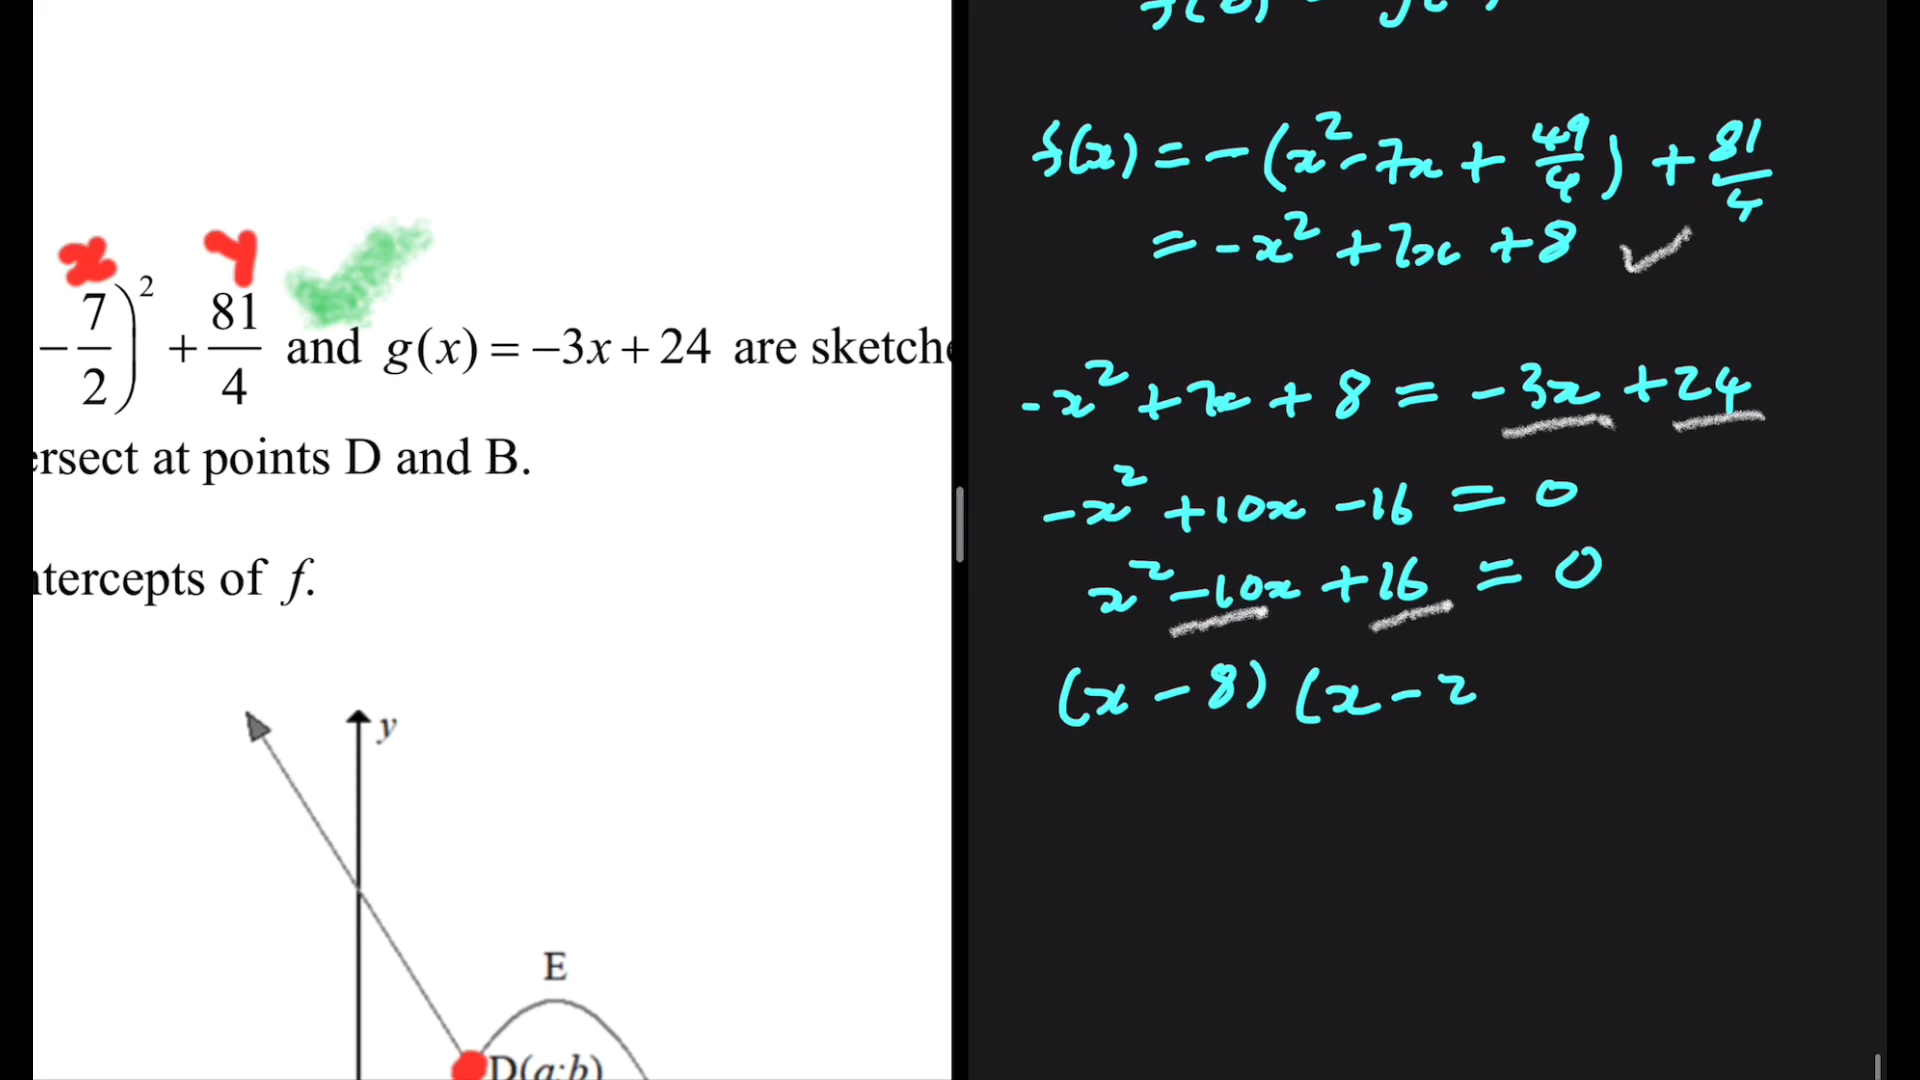 x y
- 7/2)² + 81/4 and g(x) = −3x + 24 are sketche
ersect at points D and B.
tercepts of f.
y
E
D(a;b)
f(x) = -(x² - 7x + 49/4) + 81/4
= -x² + 7x + 8 ✓
-x² + 7x + 8 = -3x + 24
-x² + 10x - 16 = 0
x² - 10x + 16 = 0
(x - 8) (x - 2